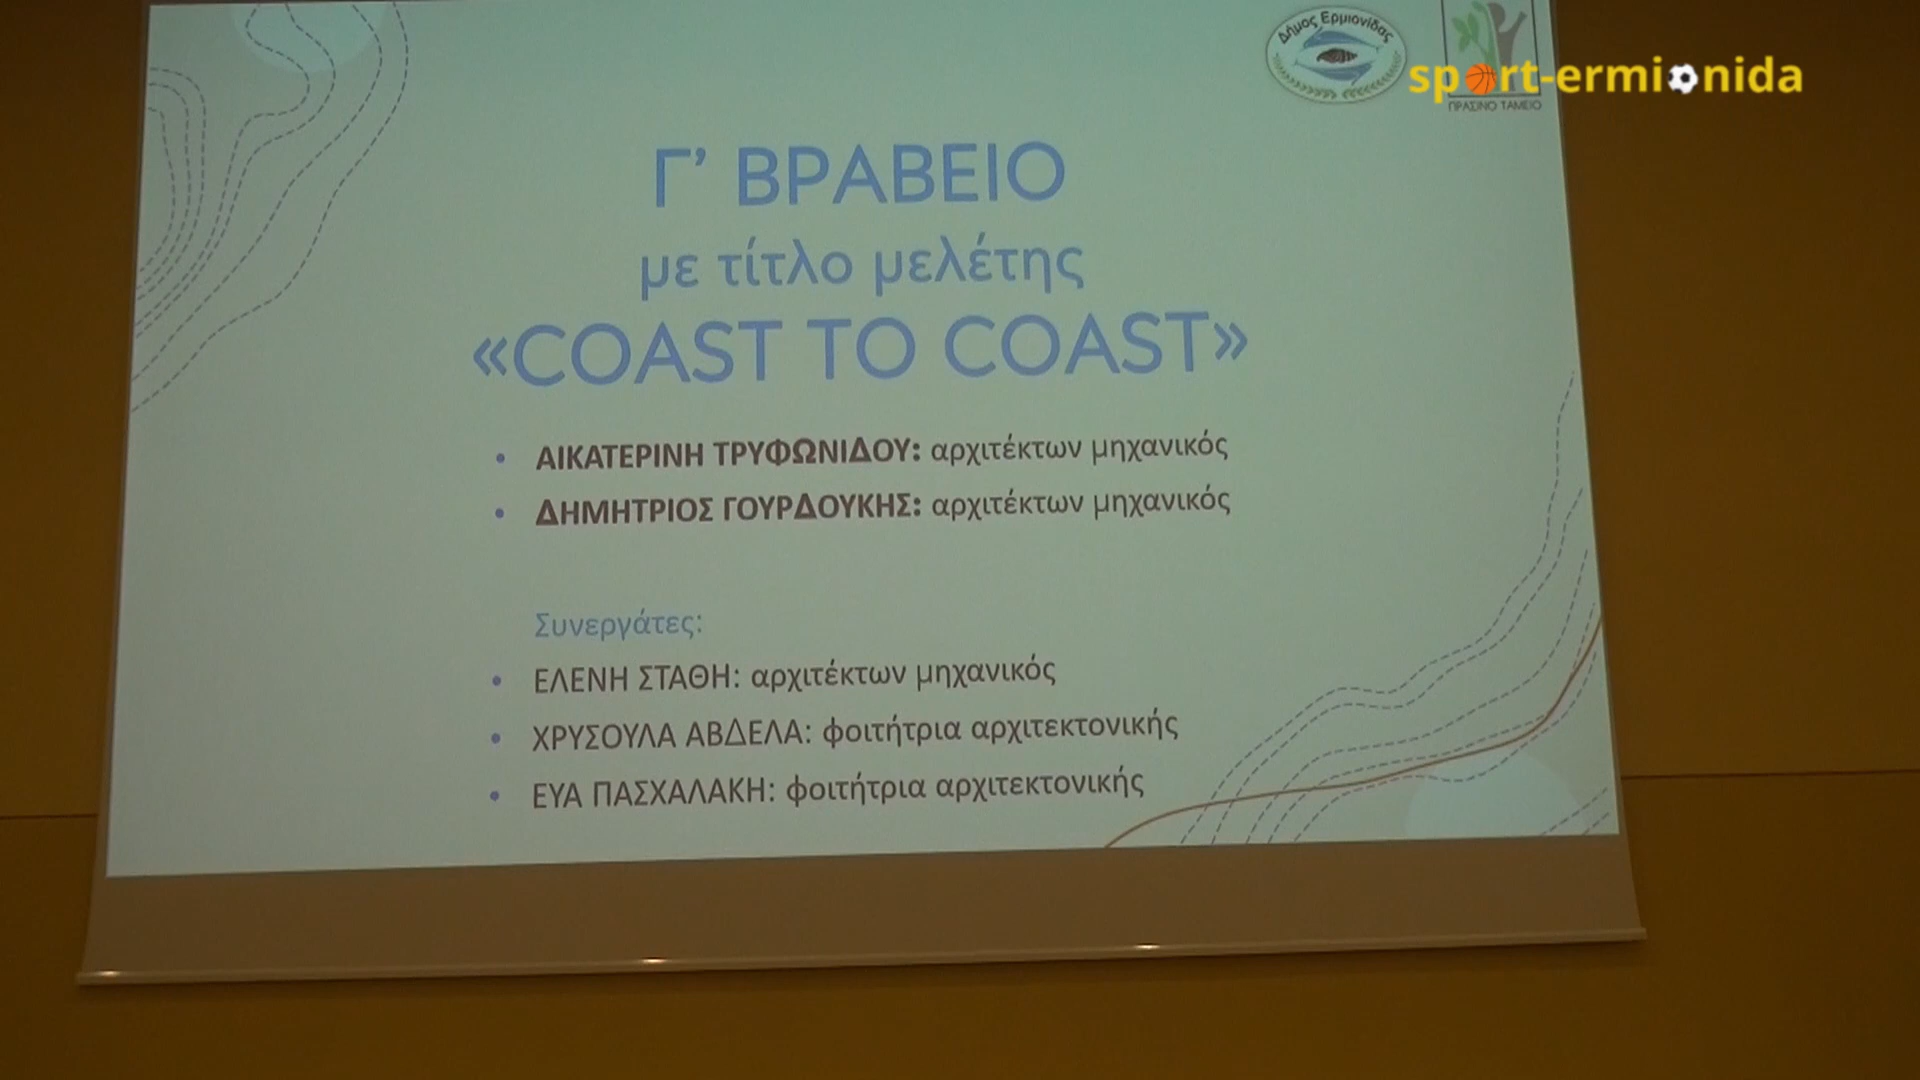 Δήμος Ερμιονίδας
sport-ermionida
ΠΡΑΣΙΝΟ ΤΑΜΕΙΟ
Γ’ ΒΡΑΒΕΙΟ
με τίτλο μελέτης
«COAST TO COAST»
• ΑΙΚΑΤΕΡΙΝΗ ΤΡΥΦΩΝΙΔΟΥ: αρχιτέκτων μηχανικός
• ΔΗΜΗΤΡΙΟΣ ΓΟΥΡΔΟΥΚΗΣ: αρχιτέκτων μηχανικός
Συνεργάτες:
• ΕΛΕΝΗ ΣΤΑΘΗ: αρχιτέκτων μηχανικός
• ΧΡΥΣΟΥΛΑ ΑΒΔΕΛΑ: φοιτήτρια αρχιτεκτονικής
• ΕΥΑ ΠΑΣΧΑΛΑΚΗ: φοιτήτρια αρχιτεκτονικής